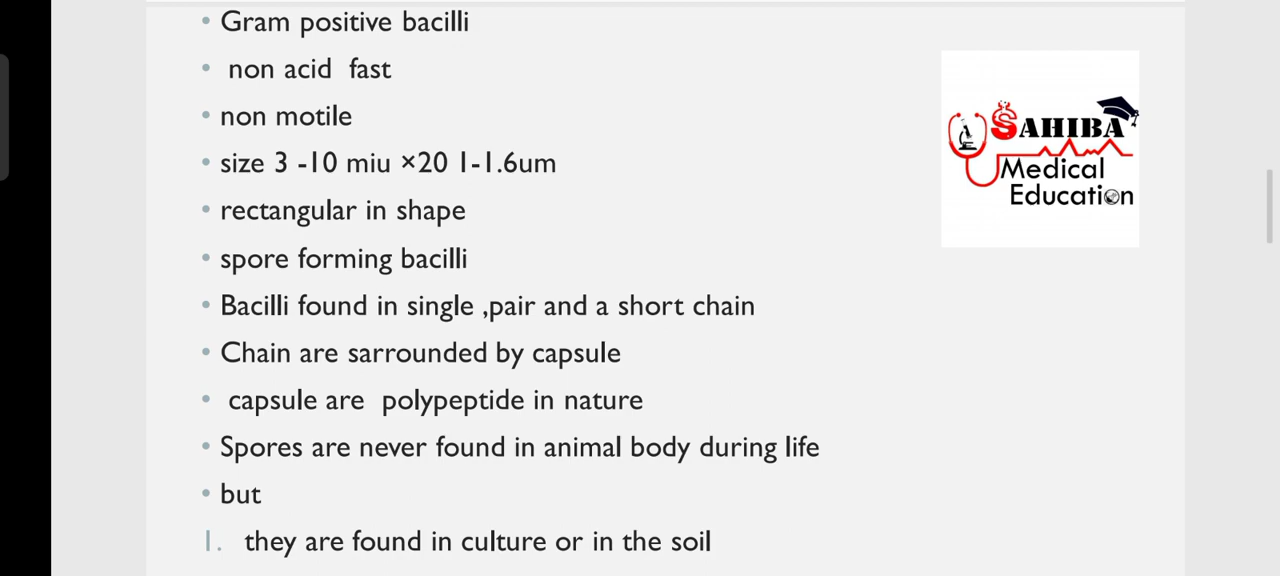 • Gram positive bacilli
• non acid fast
• non motile
• size 3 -10 miu ×20 1-1.6um
• rectangular in shape
• spore forming bacilli
• Bacilli found in single ,pair and a short chain
• Chain are sarrounded by capsule
• capsule are polypeptide in nature
• Spores are never found in animal body during life
• but
1. they are found in culture or in the soil
SAHIBA
Medical
Education